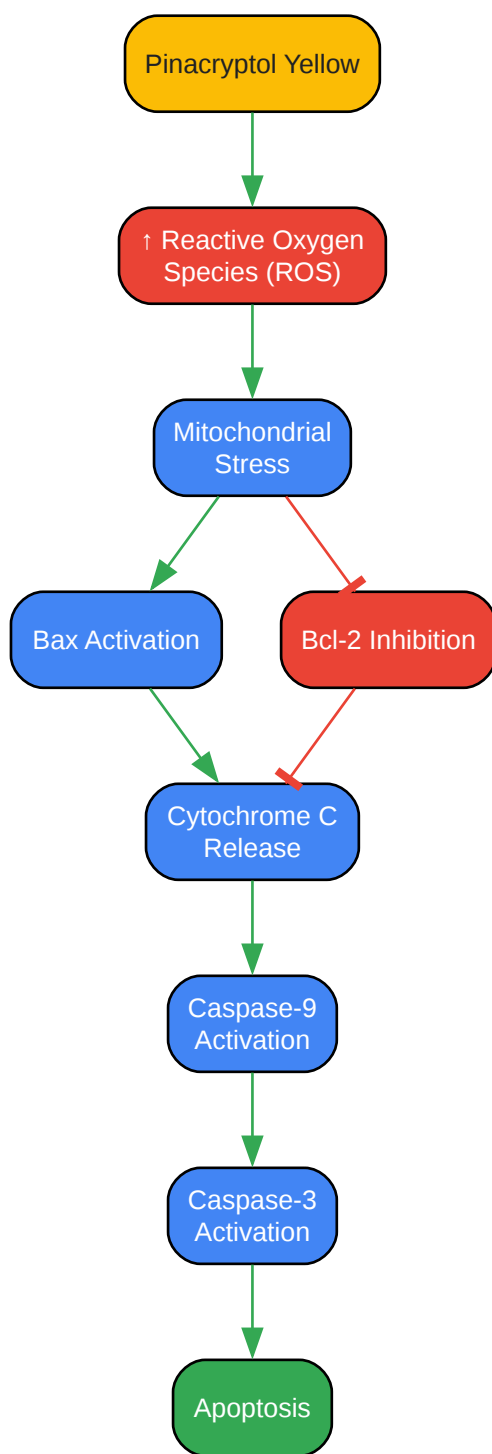 Pinacryptol Yellow
↑ Reactive Oxygen
Species (ROS)
Mitochondrial
Stress
Bax Activation
Bcl-2 Inhibition
Cytochrome C
Release
Caspase-9
Activation
Caspase-3
Activation
Apoptosis